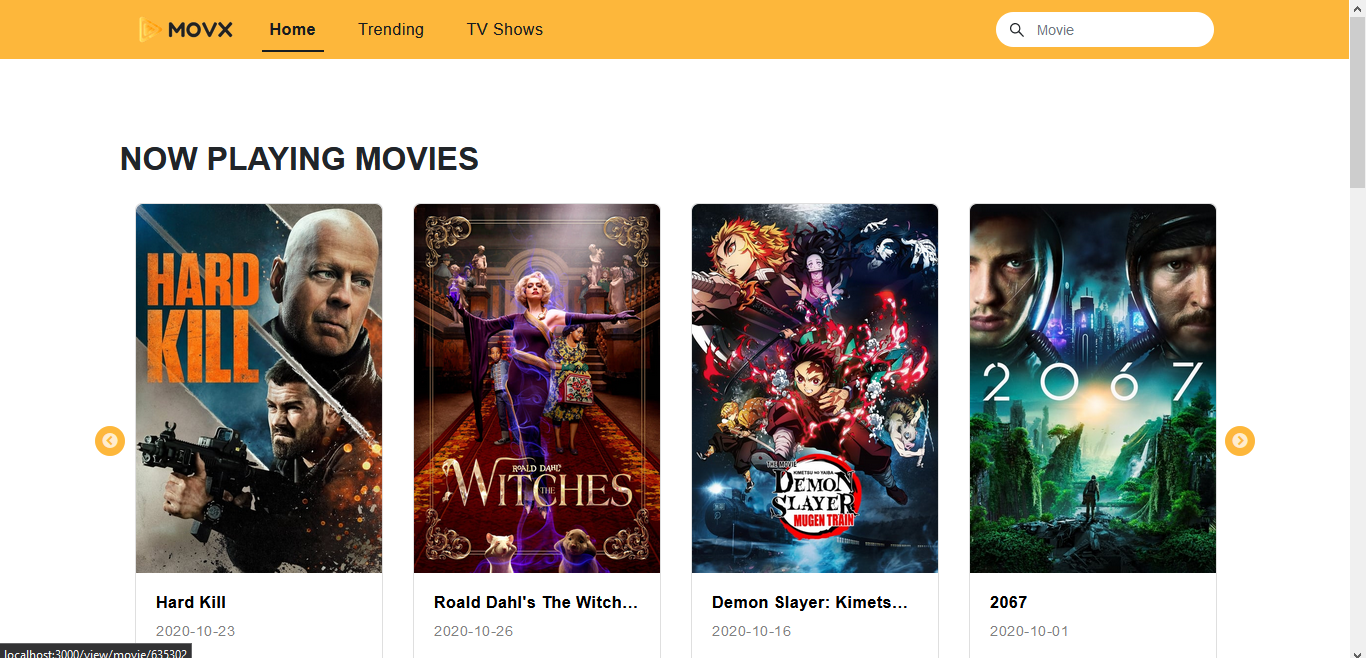 MOVX Home Trending TV Shows Movie
NOW PLAYING MOVIES
HARD
KILL
ROALD DAHL'S
THE WITCHES
THE MOVIE
KIMETSU NO YAIBA
DEMON
SLAYER
MUGEN TRAIN
2067
Hard Kill
2020-10-23
Roald Dahl's The Witch...
2020-10-26
Demon Slayer: Kimets...
2020-10-16
2067
2020-10-01
localhost:3000/view/movie/635302